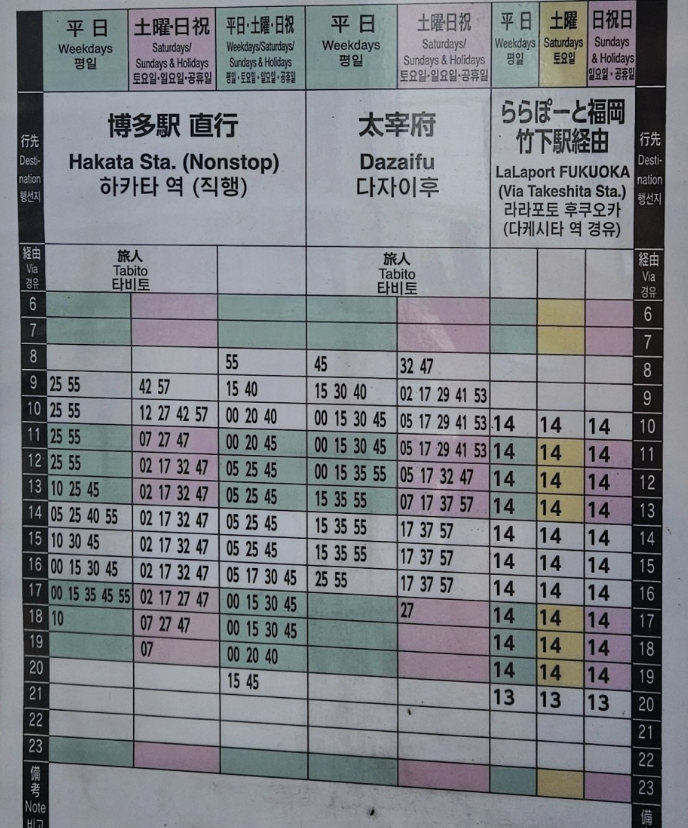 平日 土曜・日祝 平日・土曜・日祝 平日 土曜・日祝 平日 土曜 日祝日
Weekdays Saturdays/ Weekdays/Saturdays/ Weekdays Saturdays/ Weekdays Saturdays Sundays
Sundays & Holidays Sundays & Holidays Sundays & Holidays & Holidays
평일 토요일・일요일・공휴일 평일・토요일・일요일・공휴일 평일 토요일・일요일・공휴일 평일 토요일 일요일・공휴일
行先
Desti-
nation
행선지
博多駅 直行
Hakata Sta. (Nonstop)
하카타 역 (직행)
太宰府
Dazaifu
다자이후
ららぽーと福岡
竹下駅経由
LaLaport FUKUOKA
(Via Takeshita Sta.)
라라포토 후쿠오카
(다케시타 역 경유)
行先
Desti-
nation
행선지
経由
Via
경유
旅人
Tabito
타비토
旅人
Tabito
타비토
経由
Via
경유
6 6
7 7
8 55 45 32 47 8
9 25 55 42 57 15 40 15 30 40 02 17 29 41 53 9
10 25 55 12 27 42 57 00 20 40 00 15 30 45 05 17 29 41 53 14 14 14 10
11 25 55 07 27 47 00 20 45 00 15 30 45 05 17 29 41 53 14 14 14 11
12 25 55 02 17 32 47 05 25 45 00 15 35 55 05 17 32 47 14 14 14 12
13 10 25 45 02 17 32 47 05 25 45 15 35 55 07 17 37 57 14 14 14 13
14 05 25 40 55 02 17 32 47 05 25 45 15 35 55 17 37 57 14 14 14 14
15 10 30 45 02 17 32 47 05 25 45 15 35 55 17 37 57 14 14 14 15
16 00 15 30 45 02 17 32 47 05 17 30 45 25 55 17 37 57 14 14 14 16
17 00 15 35 45 55 02 17 27 47 00 15 30 45 27 14 14 14 17
18 10 07 27 47 00 15 30 45 14 14 14 18
19 07 00 20 40 14 14 14 19
20 15 45 13 13 13 20
21 21
22 22
23 23
備考
Note
비고
備